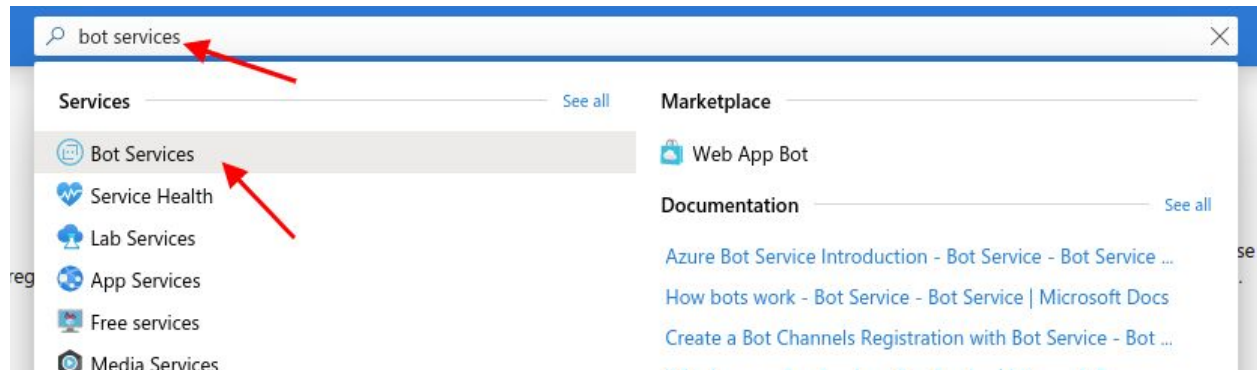 bot services
Services
See all
Bot Services
Service Health
Lab Services
App Services
Free services
Media Services
Marketplace
Web App Bot
Documentation
See all
Azure Bot Service Introduction - Bot Service - Bot Service ...
How bots work - Bot Service - Bot Service | Microsoft Docs
Create a Bot Channels Registration with Bot Service - Bot ...
reg
se
.